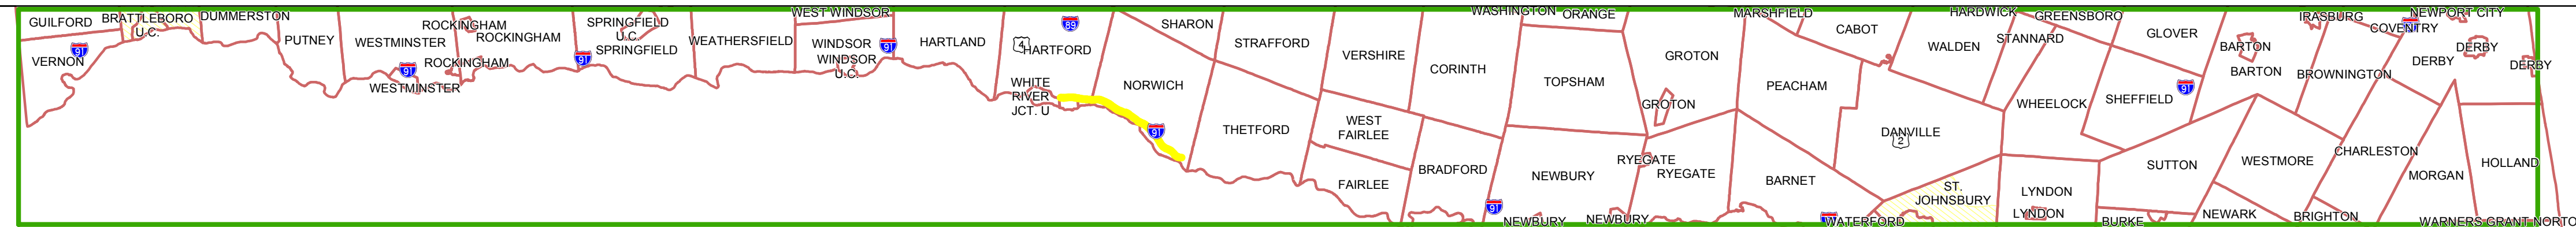 GUILFORD
BRATTLEBORO
U.C.
DUMMERSTON
91
VERNON
PUTNEY
WESTMINSTER
91
WESTMINSTER
ROCKINGHAM
ROCKINGHAM
ROCKINGHAM
SPRINGFIELD
U.C.
SPRINGFIELD
91
WEATHERSFIELD
WEST WINDSOR
WINDSOR
WINDSOR
U.C.
91
HARTLAND
89
4
HARTFORD
WHITE
RIVER
JCT. U
NORWICH
91
SHARON
STRAFFORD
THETFORD
VERSHIRE
WEST
FAIRLEE
FAIRLEE
CORINTH
BRADFORD
91
WASHINGTON
ORANGE
TOPSHAM
NEWBURY
NEWBURY
NEWBURY
RYEGATE
RYEGATE
GROTON
GROTON
MARSHFIELD
PEACHAM
BARNET
CABOT
91
WATERFORD
DANVILLE
2
ST.
JOHNSBURY
HARDWICK
WALDEN
STANNARD
GREENSBORO
WHEELOCK
LYNDON
LYNDON
SHEFFIELD
91
GLOVER
SUTTON
BURKE
NEWARK
BARTON
BARTON
WESTMORE
BROWNINGTON
IRASBURG
COVENTRY
NEWPORT CITY
DERBY
DERBY
DERBY
CHARLESTON
BRIGHTON
MORGAN
HOLLAND
WARNERS GRANT
NORTO